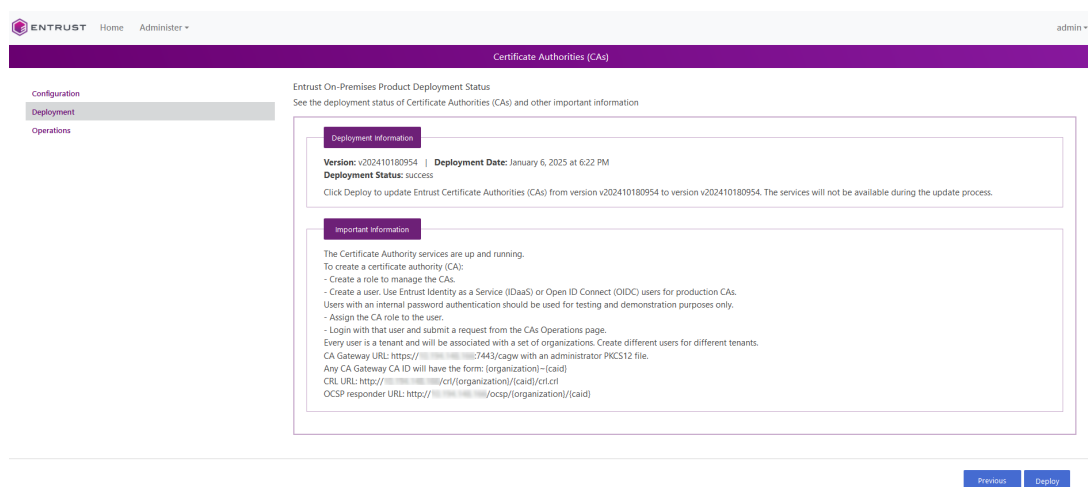 ENTRUST Home Administer admin
Certificate Authorities (CAs)
Configuration
Deployment
Operations
Entrust On-Premises Product Deployment Status
See the deployment status of Certificate Authorities (CAs) and other important information
Deployment Information
Version: v202410180954 | Deployment Date: January 6, 2025 at 6:22 PM
Deployment Status: success
Click Deploy to update Entrust Certificate Authorities (CAs) from version v202410180954 to version v202410180954. The services will not be available during the update process.
Important Information
The Certificate Authority services are up and running.
To create a certificate authority (CA):
- Create a role to manage the CAs.
- Create a user. Use Entrust Identity as a Service (IDaaS) or Open ID Connect (OIDC) users for production CAs.
Users with an internal password authentication should be used for testing and demonstration purposes only.
- Assign the CA role to the user.
- Login with that user and submit a request from the CAs Operations page.
Every user is a tenant and will be associated with a set of organizations. Create different users for different tenants.
CA Gateway URL: https:// :7443/cagw with an administrator PKCS12 file.
Any CA Gateway CA ID will have the form: {organization}~{caid}
CRL URL: http:// /crl/{organization}/{caid}/crl.crl
OCSP responder URL: http:// /ocsp/{organization}/{caid}
Previous Deploy